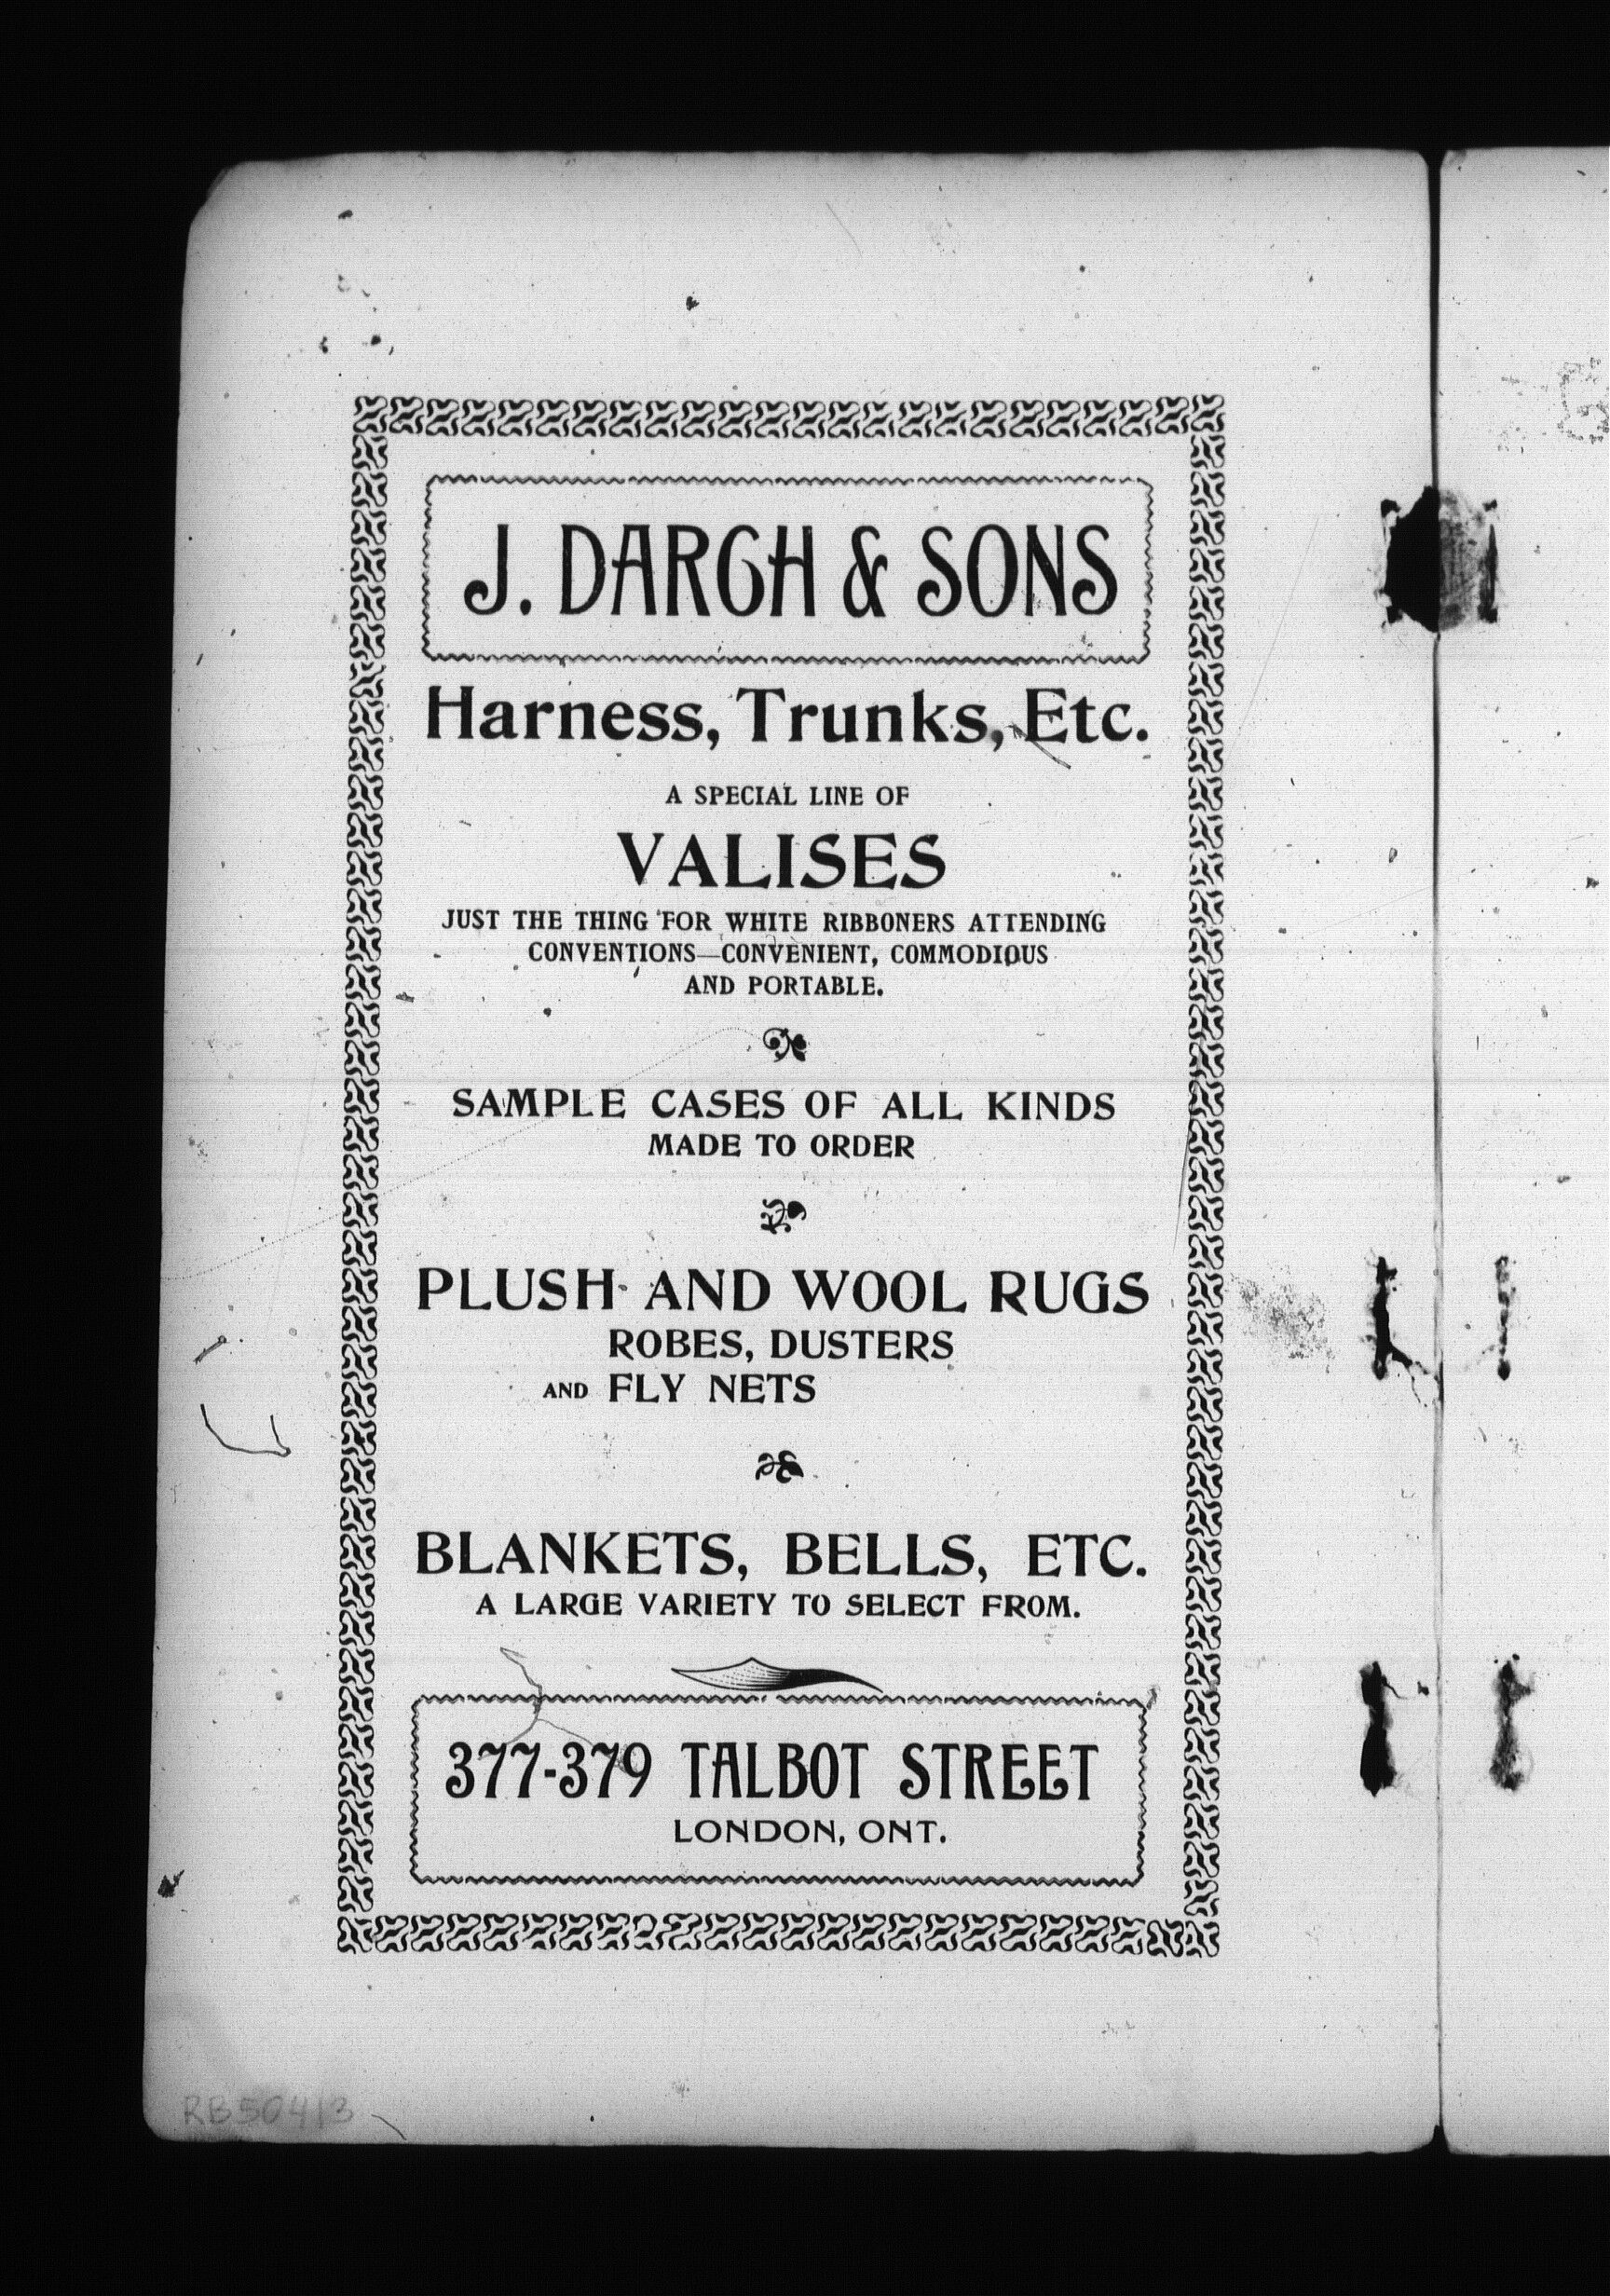 J. DARCH & SONS
Harness, Trunks, Etc.
A SPECIAL LINE OF
VALISES
JUST THE THING FOR WHITE RIBBONERS ATTENDING
CONVENTIONS—CONVENIENT, COMMODIOUS
AND PORTABLE.
SAMPLE CASES OF ALL KINDS
MADE TO ORDER
PLUSH AND WOOL RUGS
ROBES, DUSTERS
AND FLY NETS
BLANKETS, BELLS, ETC.
A LARGE VARIETY TO SELECT FROM.
377-379 TALBOT STREET
LONDON, ONT.
RB50413